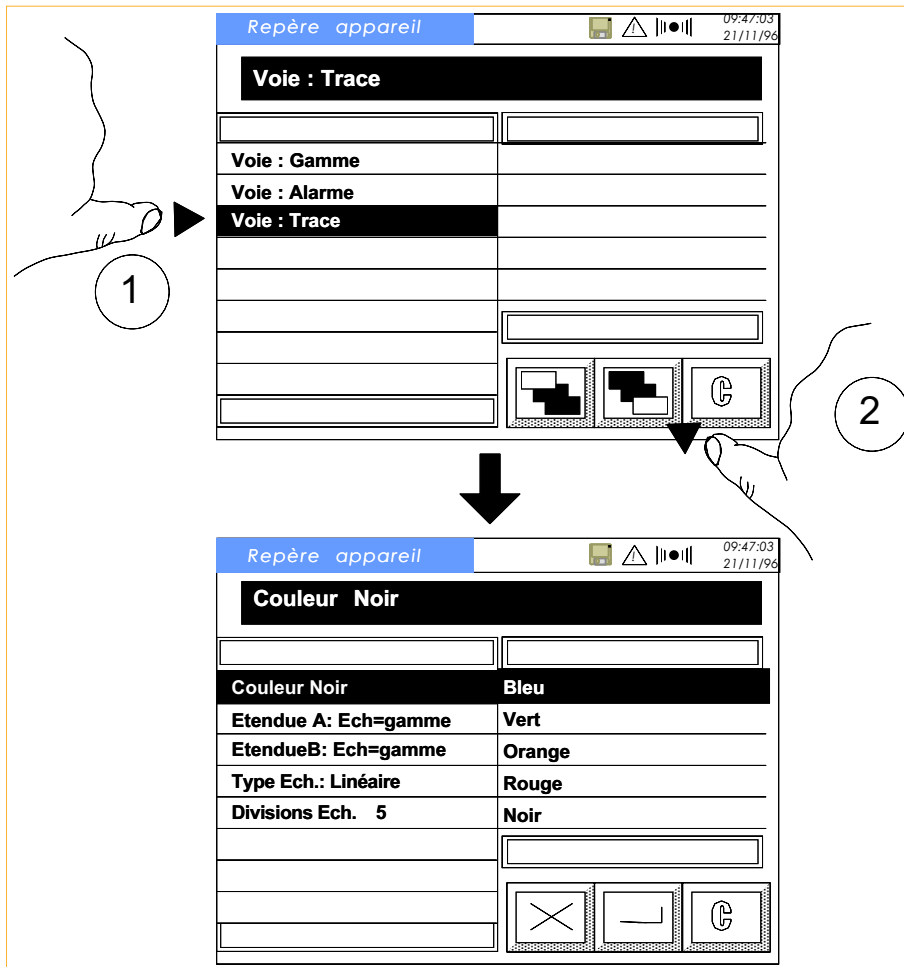 Repère appareil
09:47:03
21/11/96
Voie : Trace
Voie : Gamme
Voie : Alarme
Voie : Trace
1
C
2
Repère appareil
09:47:03
21/11/96
Couleur Noir
Couleur Noir
Bleu
Etendue A: Ech=gamme
Vert
EtendueB: Ech=gamme
Orange
Type Ech.: Linéaire
Rouge
Divisions Ech. 5
Noir
C